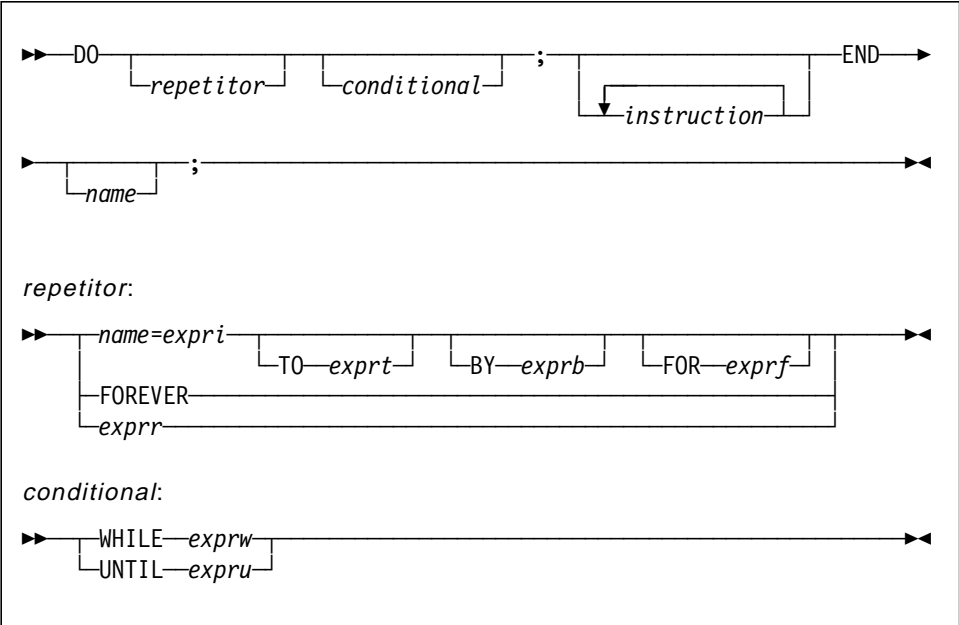 DO ;  END
repetitor conditional
instruction
;
name
repetitor:
name=expri
TO exprt BY exprb FOR exprf
FOREVER
exprr
conditional:
WHILE exprw
UNTIL expru